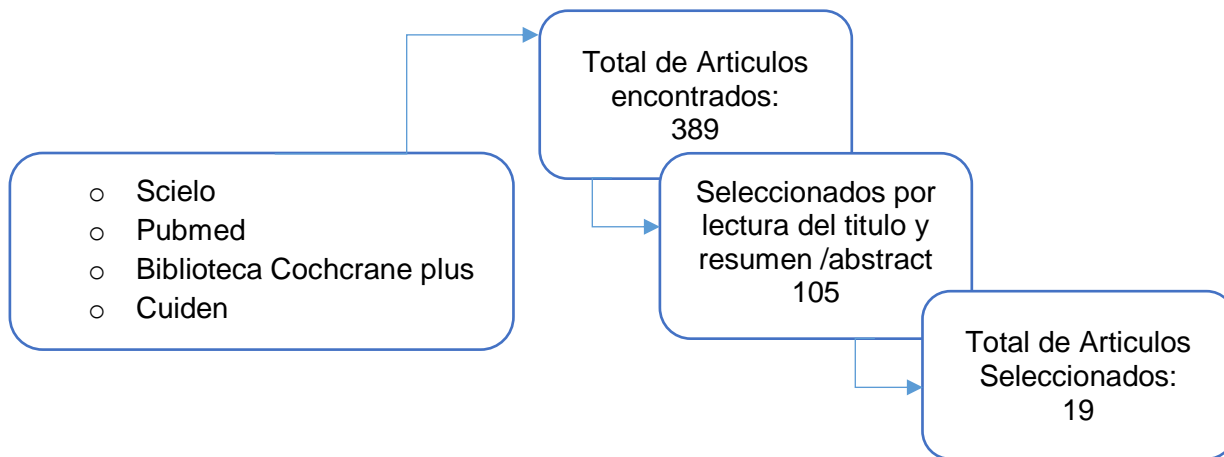 o Scielo
o Pubmed
o Biblioteca Cochcrane plus
o Cuiden
Total de Articulos
encontrados:
389
Seleccionados por
lectura del titulo y
resumen /abstract
105
Total de Articulos
Seleccionados:
19